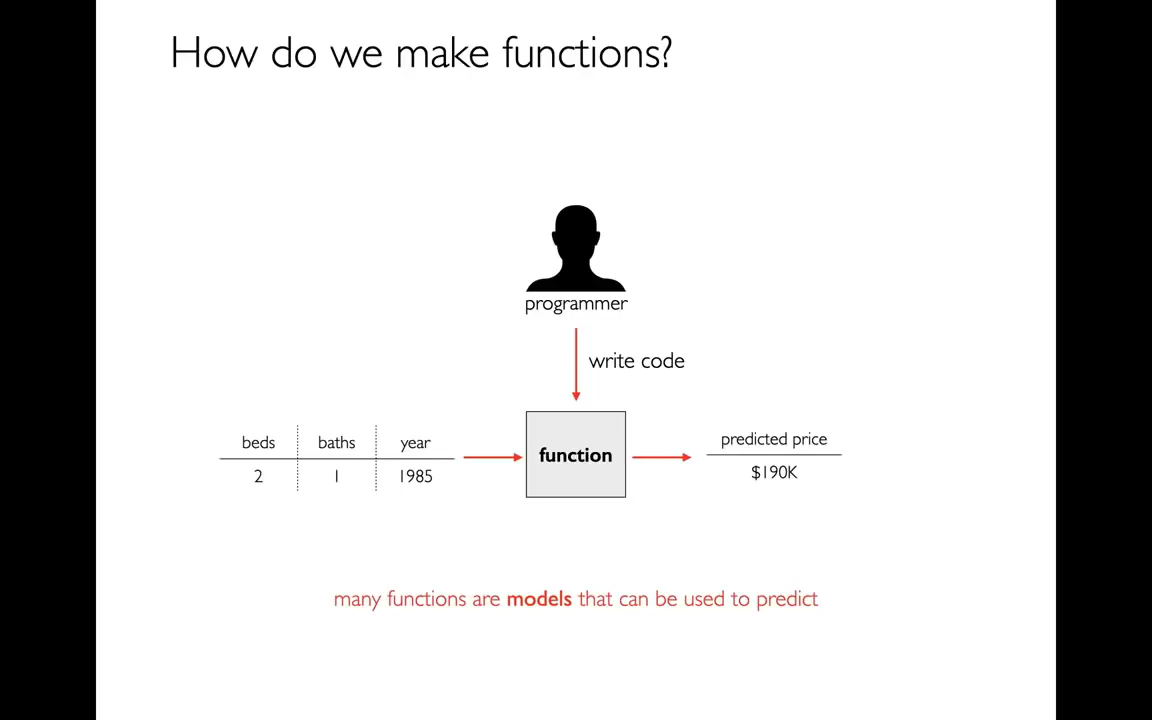 How do we make functions?
programmer
write code
beds baths year
2 1 1985
function
predicted price
$190K
many functions are models that can be used to predict